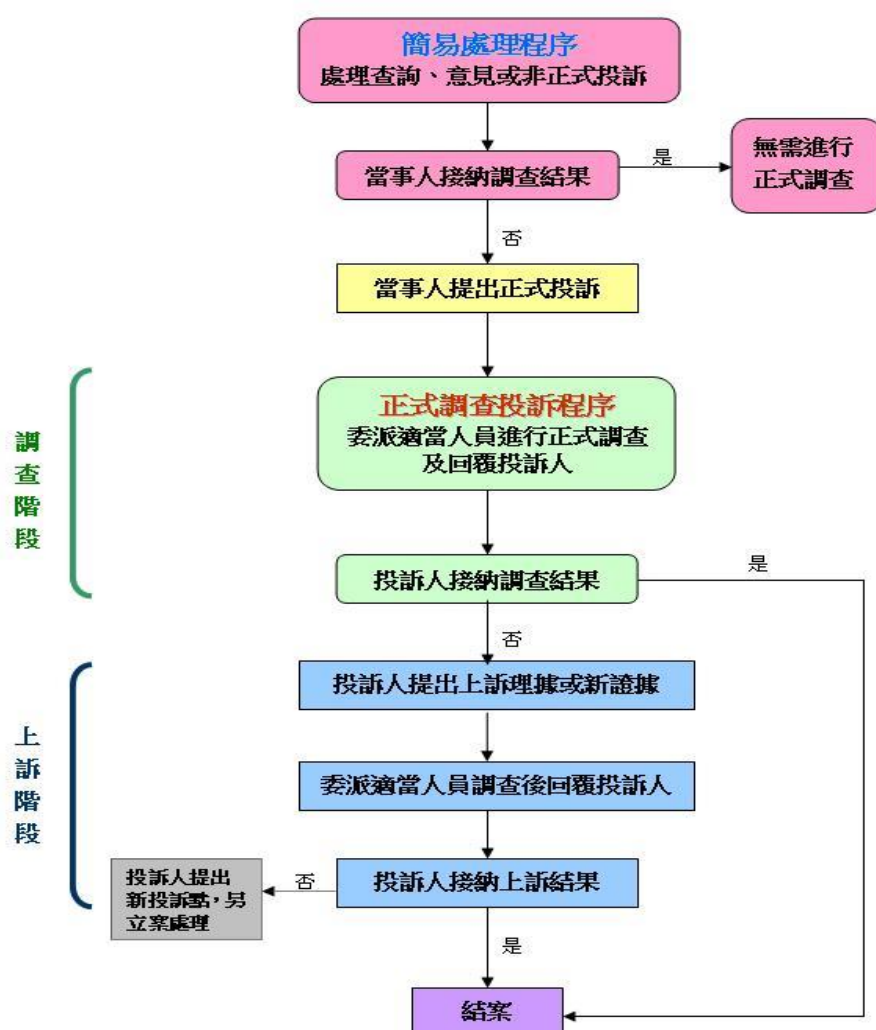 簡易處理程序
處理查詢、意見或非正式投訴
當事人接納調查結果
是
無需進行
正式調查
否
當事人提出正式投訴
調查階段
正式調查投訴程序
委派適當人員進行正式調查
及回覆投訴人
投訴人接納調查結果
是
否
上訴階段
投訴人提出上訴理據或新證據
委派適當人員調查後回覆投訴人
投訴人接納上訴結果
否
投訴人提出
新投訴點，另
立案處理
是
結案